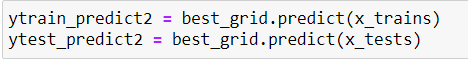 ytrain_predict2 = best_grid.predict(x_trains)
ytest_predict2 = best_grid.predict(x_tests)